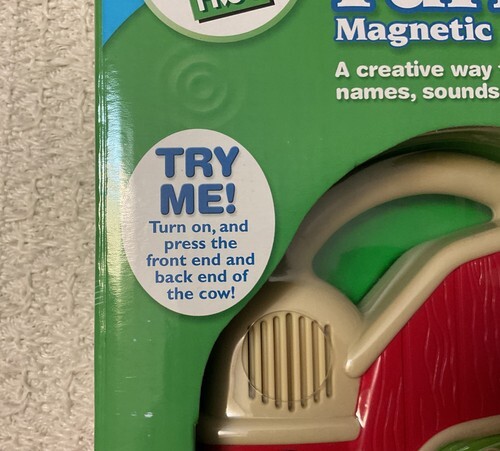 Magnetic
A creative way
names, sounds
TRY
ME!
Turn on, and
press the
front end and
back end of
the cow!